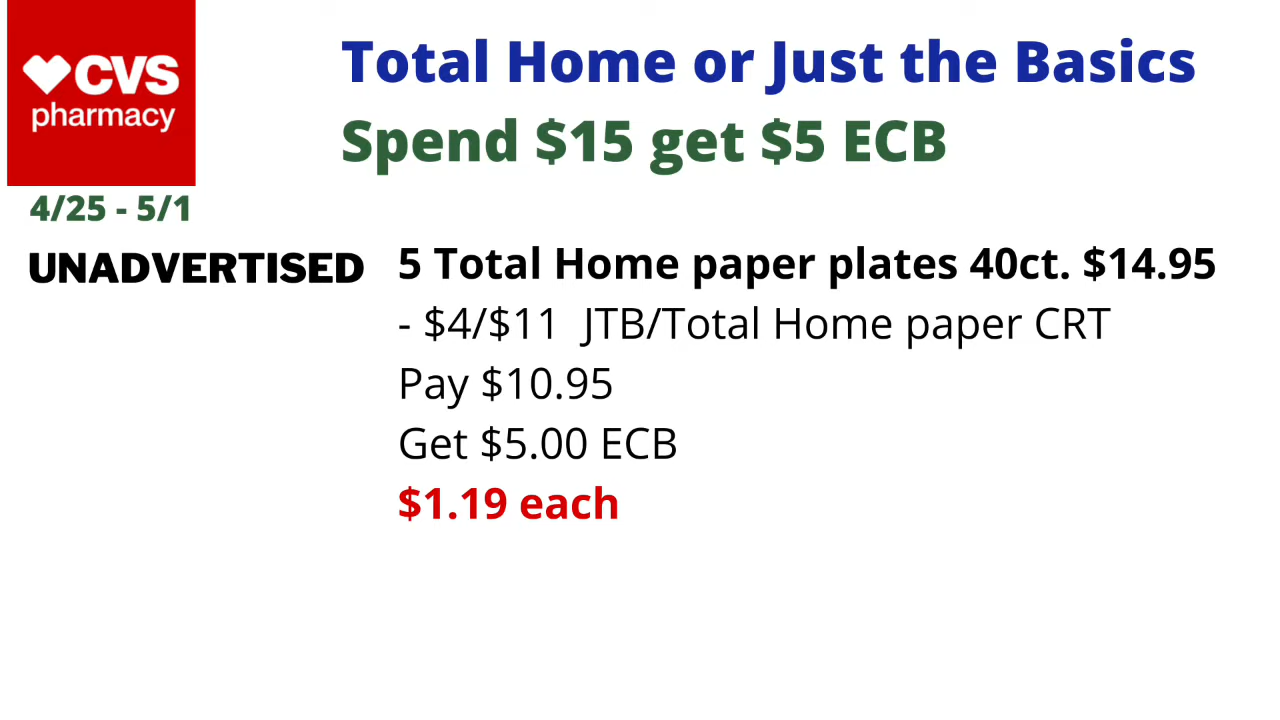 CVS
pharmacy
Total Home or Just the Basics
Spend $15 get $5 ECB
4/25 - 5/1
UNADVERTISED
5 Total Home paper plates 40ct. $14.95
- $4/$11 JTB/Total Home paper CRT
Pay $10.95
Get $5.00 ECB
$1.19 each